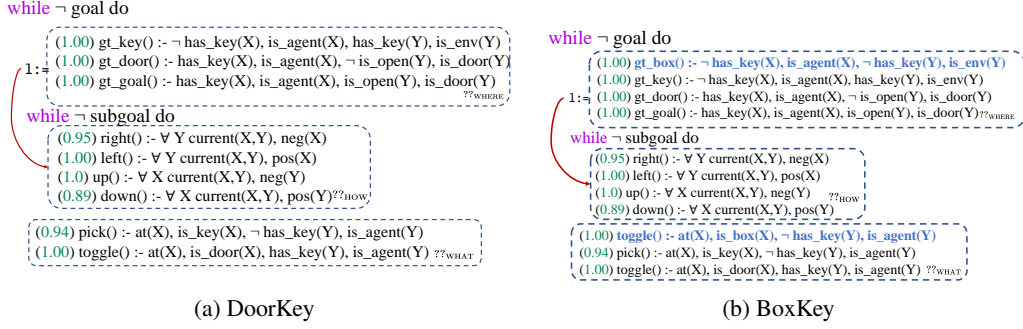 while ¬ goal do
(1.00) gt_key() :- ¬ has_key(X), is_agent(X), has_key(Y), is_env(Y)
1:= (1.00) gt_door() :- has_key(X), is_agent(X), ¬ is_open(Y), is_door(Y)
(1.00) gt_goal() :- has_key(X), is_agent(X), is_open(Y), is_door(Y)
??WHERE
while ¬ subgoal do
(0.95) right() :- ∀ Y current(X,Y), neg(X)
(1.00) left() :- ∀ Y current(X,Y), pos(X)
(1.0) up() :- ∀ X current(X,Y), neg(Y)
(0.89) down() :- ∀ X current(X,Y), pos(Y)??HOW
(0.94) pick() :- at(X), is_key(X), ¬ has_key(Y), is_agent(Y)
(1.00) toggle() :- at(X), is_door(X), has_key(Y), is_agent(Y) ??WHAT
(a) DoorKey
while ¬ goal do
(1.00) gt_box() :- ¬ has_key(X), is_agent(X), ¬ has_key(Y), is_env(Y)
(1.00) gt_key() :- ¬ has_key(X), is_agent(X), has_key(Y), is_env(Y)
1:= (1.00) gt_door() :- has_key(X), is_agent(X), ¬ is_open(Y), is_door(Y)
(1.00) gt_goal() :- has_key(X), is_agent(X), is_open(Y), is_door(Y)??WHERE
while ¬ subgoal do
(0.95) right() :- ∀ Y current(X,Y), neg(X)
(1.00) left() :- ∀ Y current(X,Y), pos(X)
(1.0) up() :- ∀ X current(X,Y), neg(Y) ??HOW
(0.89) down() :- ∀ X current(X,Y), pos(Y)
(1.00) toggle() :- at(X), is_box(X), ¬ has_key(Y), is_agent(Y)
(0.94) pick() :- at(X), is_key(X), ¬ has_key(Y), is_agent(Y)
(1.00) toggle() :- at(X), is_door(X), has_key(Y), is_agent(Y) ??WHAT
(b) BoxKey